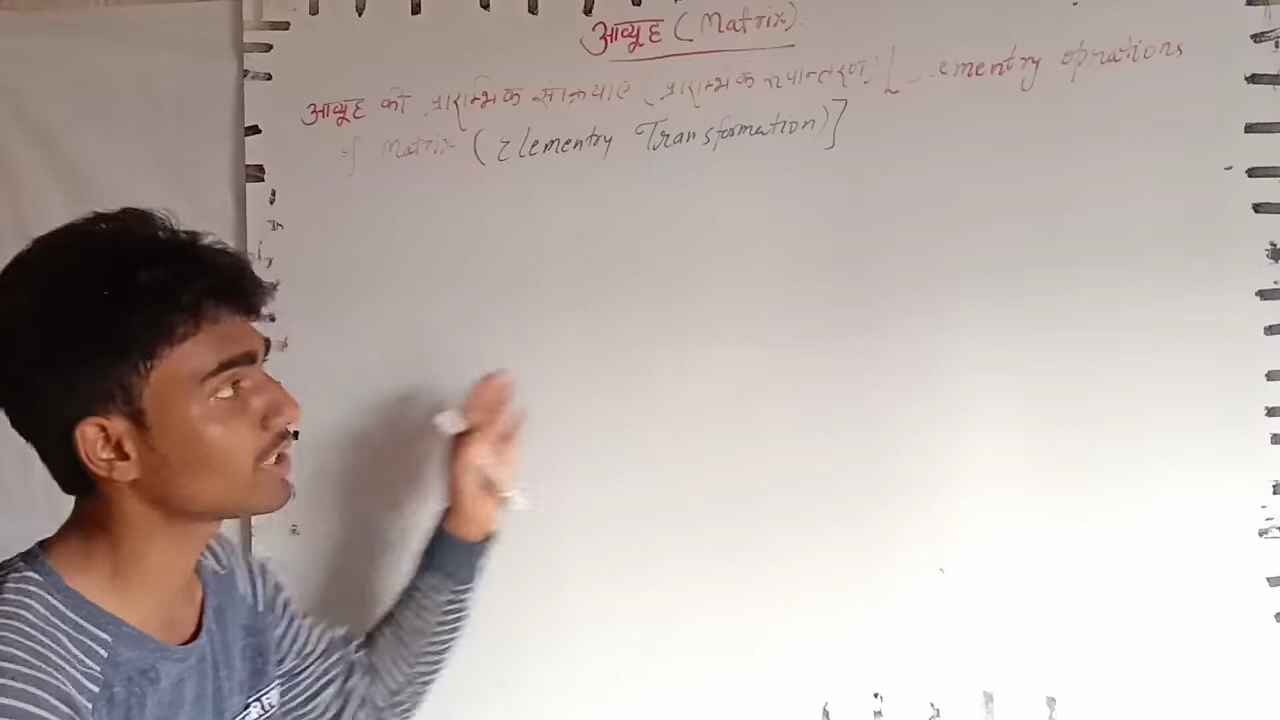 आव्यूह (Matrix).
आव्यूह की प्रारम्भिक संक्रियाएं (प्रारम्भिक रूपान्तरण) [ ementry oprations
of Matrix (Elementry Transformation)]